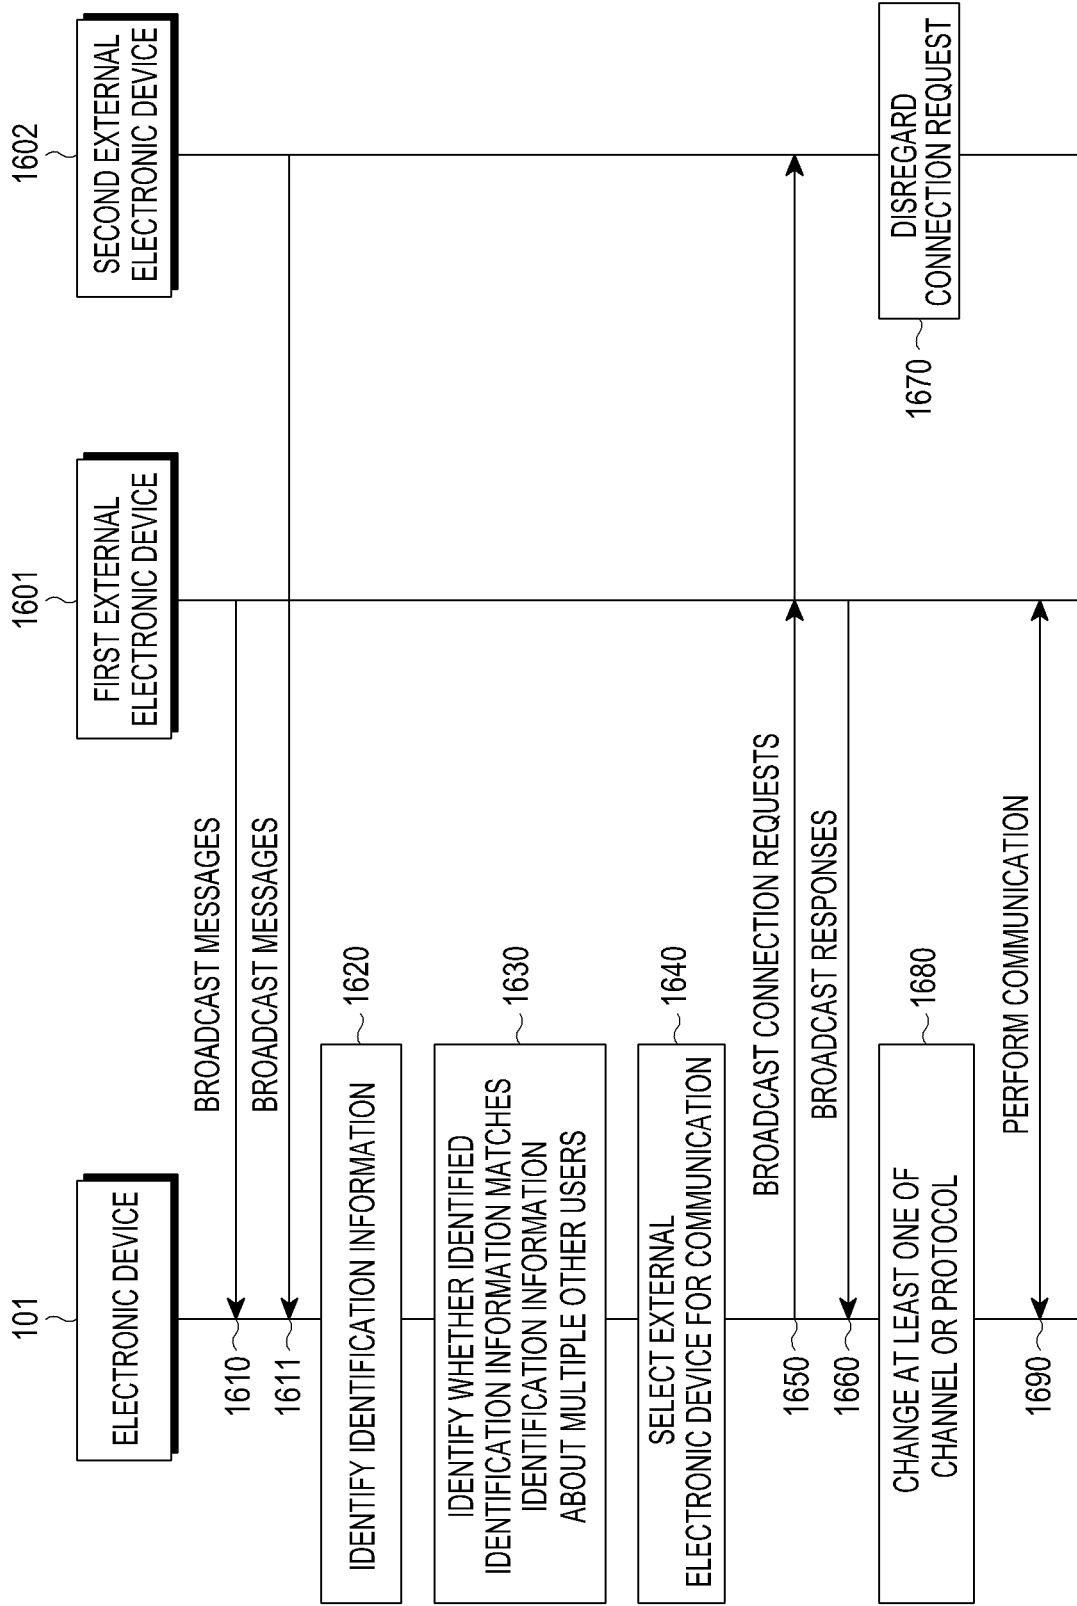 101
ELECTRONIC DEVICE
1601
FIRST EXTERNAL
ELECTRONIC DEVICE
1602
SECOND EXTERNAL
ELECTRONIC DEVICE
BROADCAST MESSAGES
1610
BROADCAST MESSAGES
1611
IDENTIFY IDENTIFICATION INFORMATION
1620
IDENTIFY WHETHER IDENTIFIED
IDENTIFICATION INFORMATION MATCHES
IDENTIFICATION INFORMATION
ABOUT MULTIPLE OTHER USERS
1630
SELECT EXTERNAL
ELECTRONIC DEVICE FOR COMMUNICATION
1640
BROADCAST CONNECTION REQUESTS
1650
BROADCAST RESPONSES
1660
CHANGE AT LEAST ONE OF
CHANNEL OR PROTOCOL
1680
1670
DISREGARD
CONNECTION REQUEST
PERFORM COMMUNICATION
1690